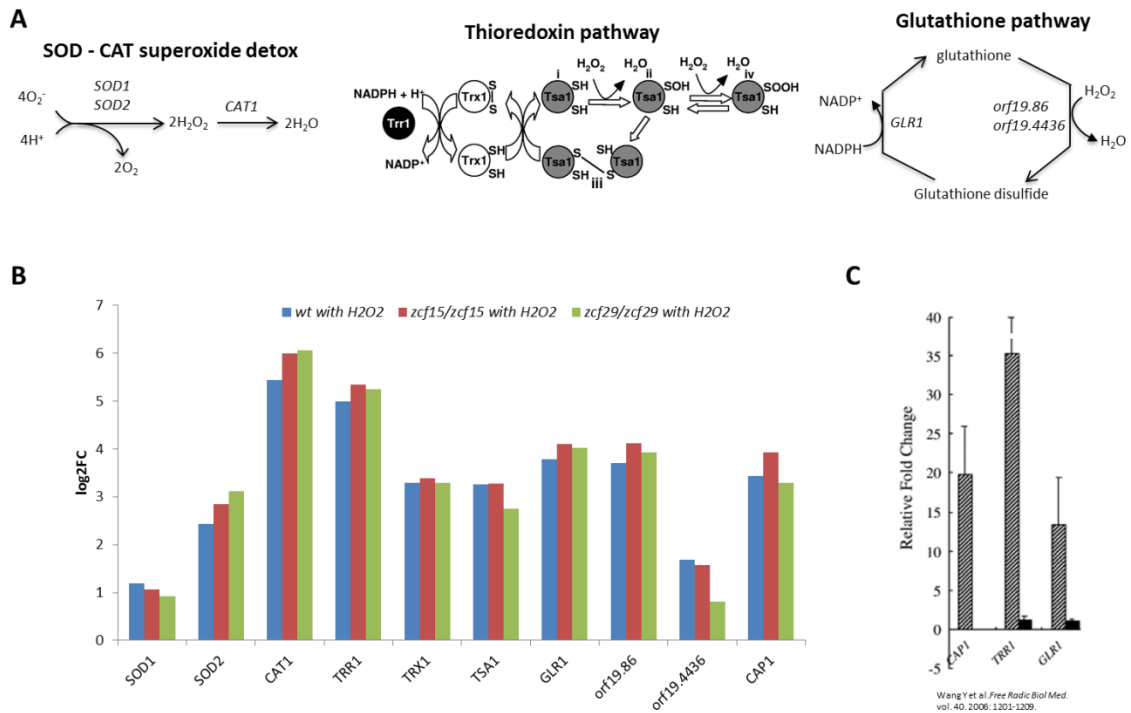 A
SOD - CAT superoxide detox
4O₂⁻
4H⁺
SOD1
SOD2
2O₂
2H₂O₂
CAT1
2H₂O
Thioredoxin pathway
NADPH + H⁺
Trr1
NADP⁺
Trx1
S
S
Trx1
SH
SH
i
Tsa1
SH
SH
H₂O₂
H₂O
ii
Tsa1
SOH
SH
H₂O₂
H₂O
iv
Tsa1
SOOH
SH
Tsa1
S
SH
iii
SH
S
Tsa1
Glutathione pathway
glutathione
NADP⁺
GLR1
NADPH
orf19.86
orf19.4436
H₂O₂
H₂O
Glutathione disulfide
B
wt with H2O2
zcf15/zcf15 with H2O2
zcf29/zcf29 with H2O2
log2FC
7
6
5
4
3
2
1
0
SOD1
SOD2
CAT1
TRR1
TRX1
TSA1
GLR1
orf19.86
orf19.4436
CAP1
C
Relative Fold Change
40
35
30
25
20
15
10
5
0
-5
CAP1
TRR1
GLR1
Wang Y et al. Free Radic Biol Med.
vol. 40. 2006: 1201-1209.